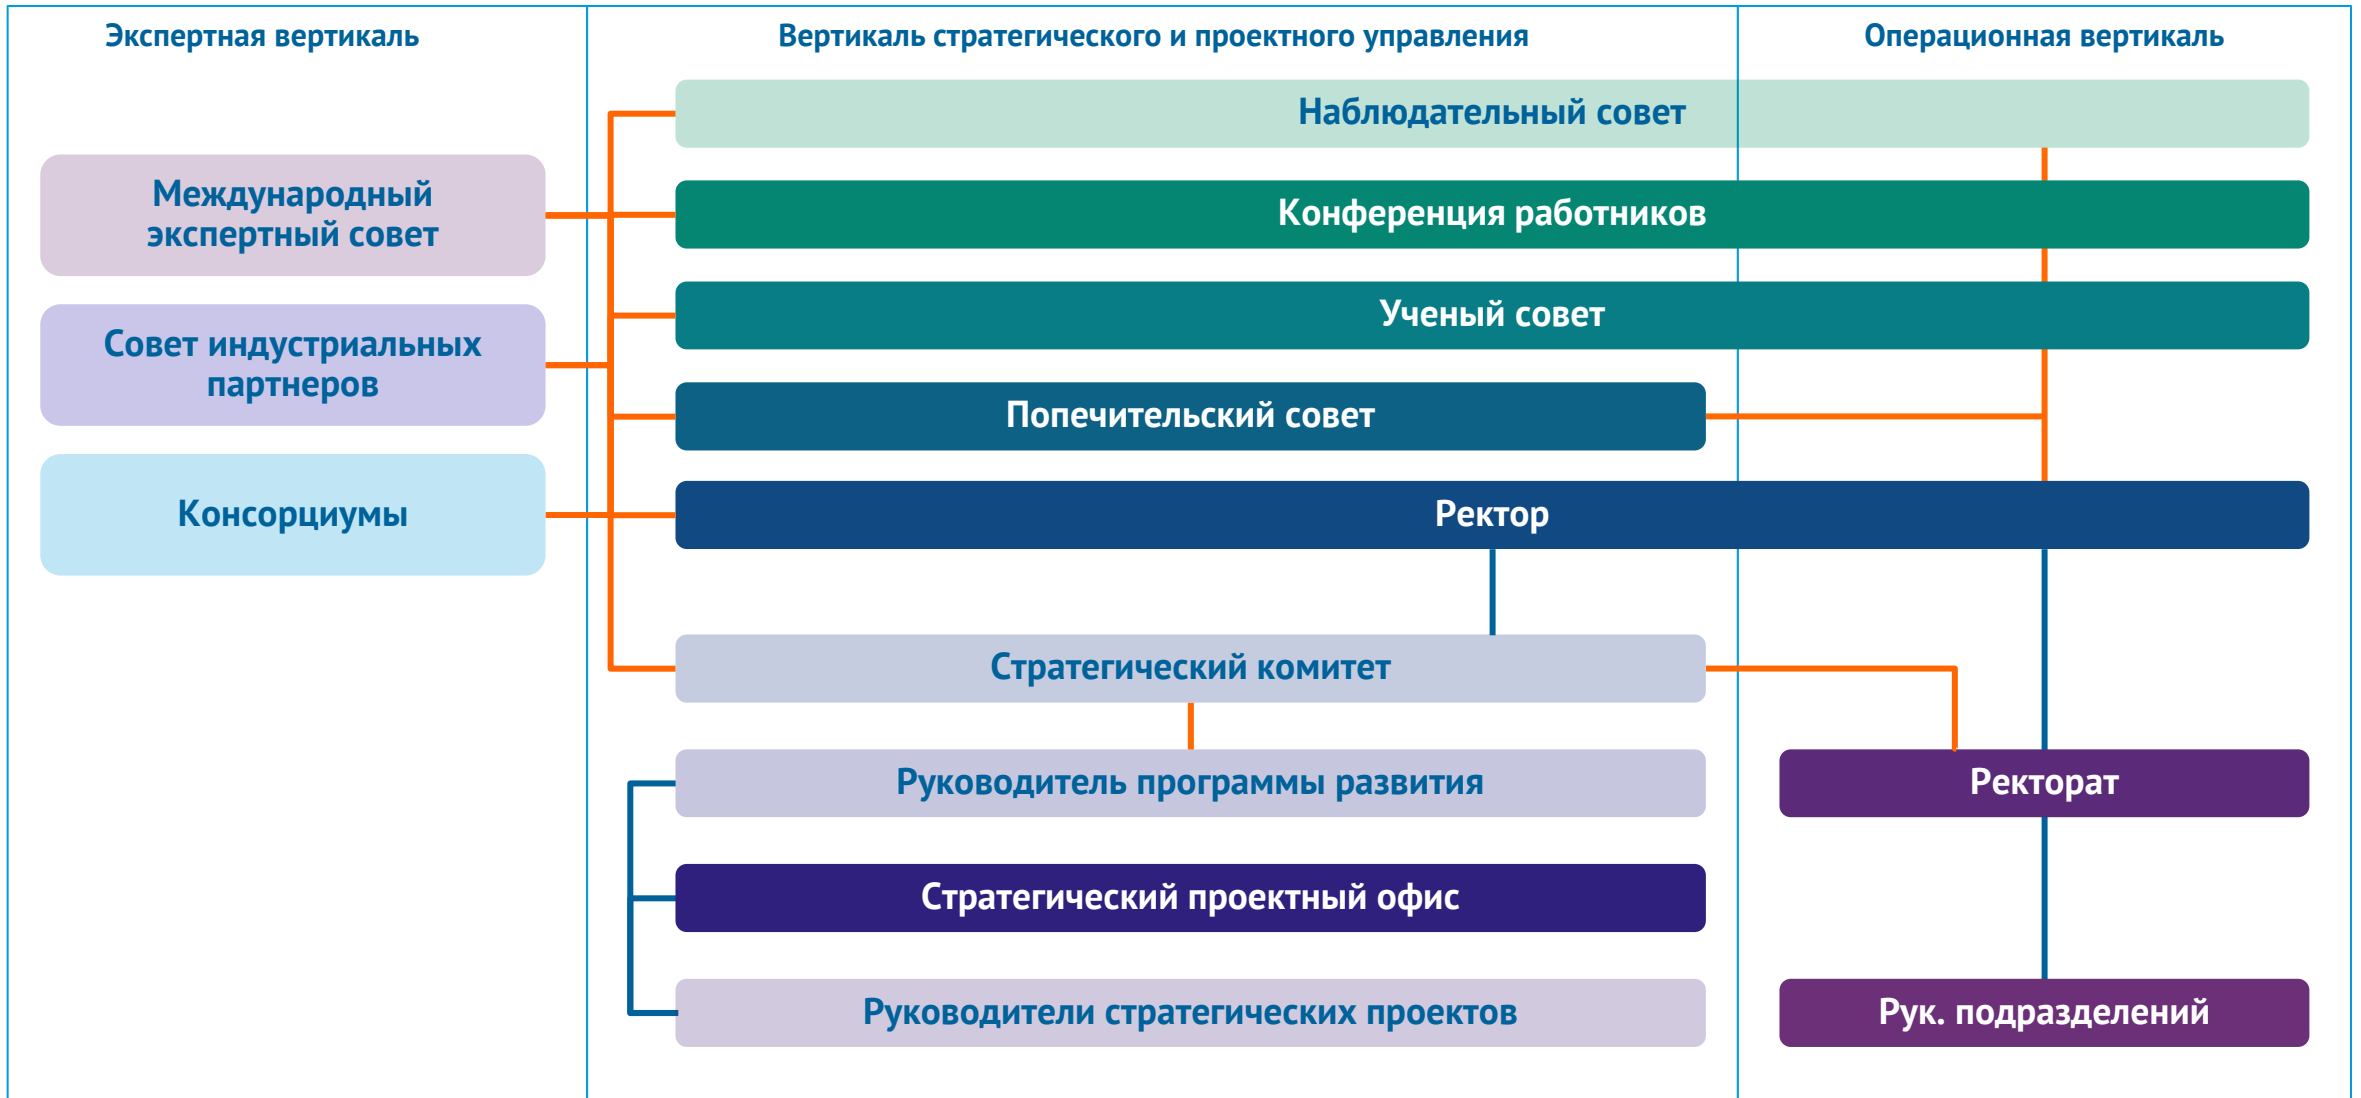 Экспертная вертикаль
Вертикаль стратегического и проектного управления
Операционная вертикаль
Наблюдательный совет
Международный
экспертный совет
Конференция работников
Ученый совет
Совет индустриальных
партнеров
Попечительский совет
Консорциумы
Ректор
Стратегический комитет
Руководитель программы развития
Ректорат
Стратегический проектный офис
Руководители стратегических проектов
Рук. подразделений